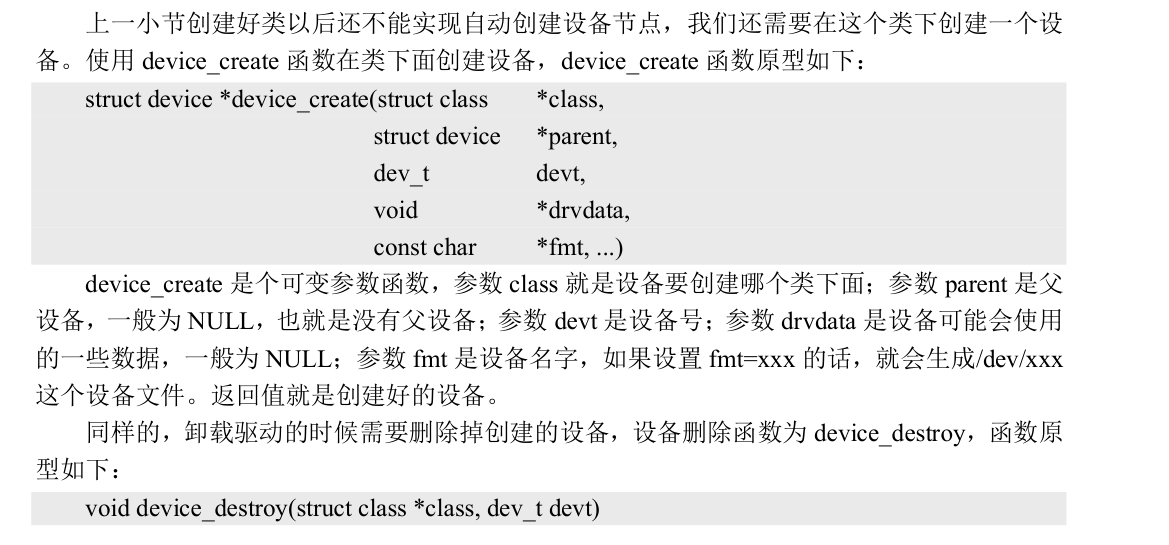 上一小节创建好类以后还不能实现自动创建设备节点，我们还需要在这个类下创建一个设
备。使用 device_create 函数在类下面创建设备，device_create 函数原型如下：
struct device *device_create(struct class *class,
struct device *parent,
dev_t devt,
void *drvdata,
const char *fmt, ...)
device_create 是个可变参数函数，参数 class 就是设备要创建哪个类下面；参数 parent 是父
设备，一般为 NULL，也就是没有父设备；参数 devt 是设备号；参数 drvdata 是设备可能会使用
的一些数据，一般为 NULL；参数 fmt 是设备名字，如果设置 fmt=xxx 的话，就会生成/dev/xxx
这个设备文件。返回值就是创建好的设备。
同样的，卸载驱动的时候需要删除掉创建的设备，设备删除函数为 device_destroy，函数原
型如下：
void device_destroy(struct class *class, dev_t devt)